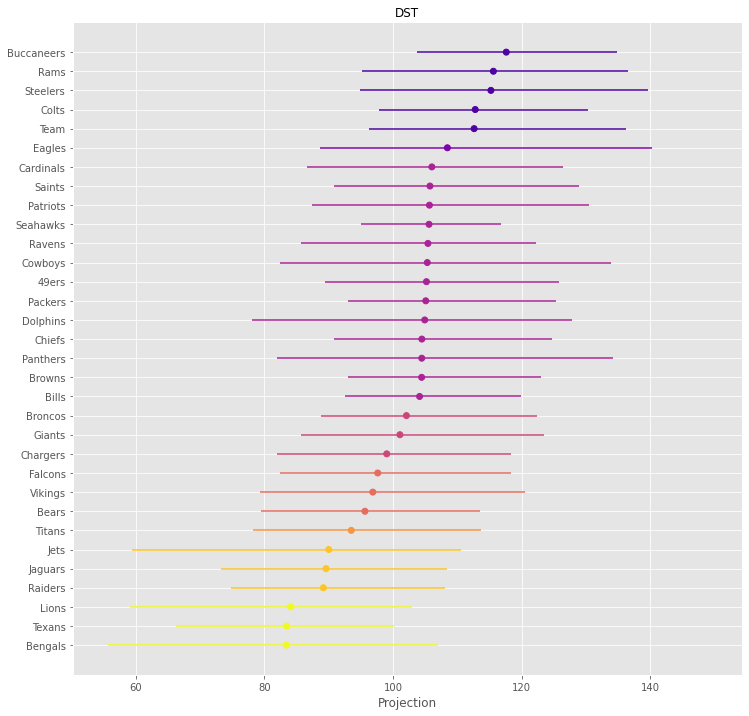 DST
Buccaneers
Rams
Steelers
Colts
Team
Eagles
Cardinals
Saints
Patriots
Seahawks
Ravens
Cowboys
49ers
Packers
Dolphins
Chiefs
Panthers
Browns
Bills
Broncos
Giants
Chargers
Falcons
Vikings
Bears
Titans
Jets
Jaguars
Raiders
Lions
Texans
Bengals
60 80 100 120 140
Projection